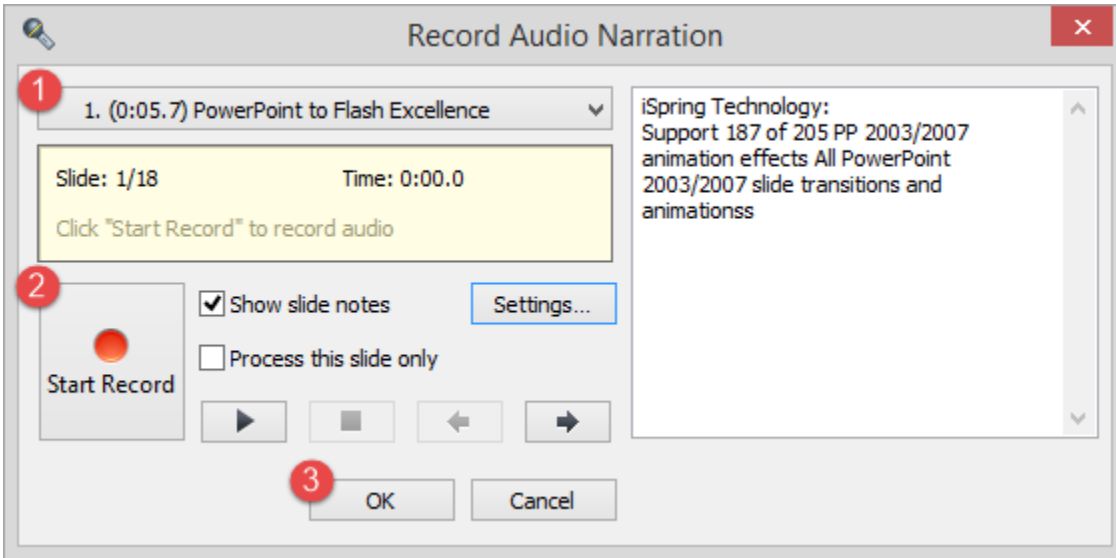 Record Audio Narration
1
1. (0:05.7) PowerPoint to Flash Excellence
Slide: 1/18 Time: 0:00.0
Click "Start Record" to record audio
2
Start Record
Show slide notes
Settings...
Process this slide only
3
OK
Cancel
iSpring Technology:
Support 187 of 205 PP 2003/2007
animation effects All PowerPoint
2003/2007 slide transitions and
animationss